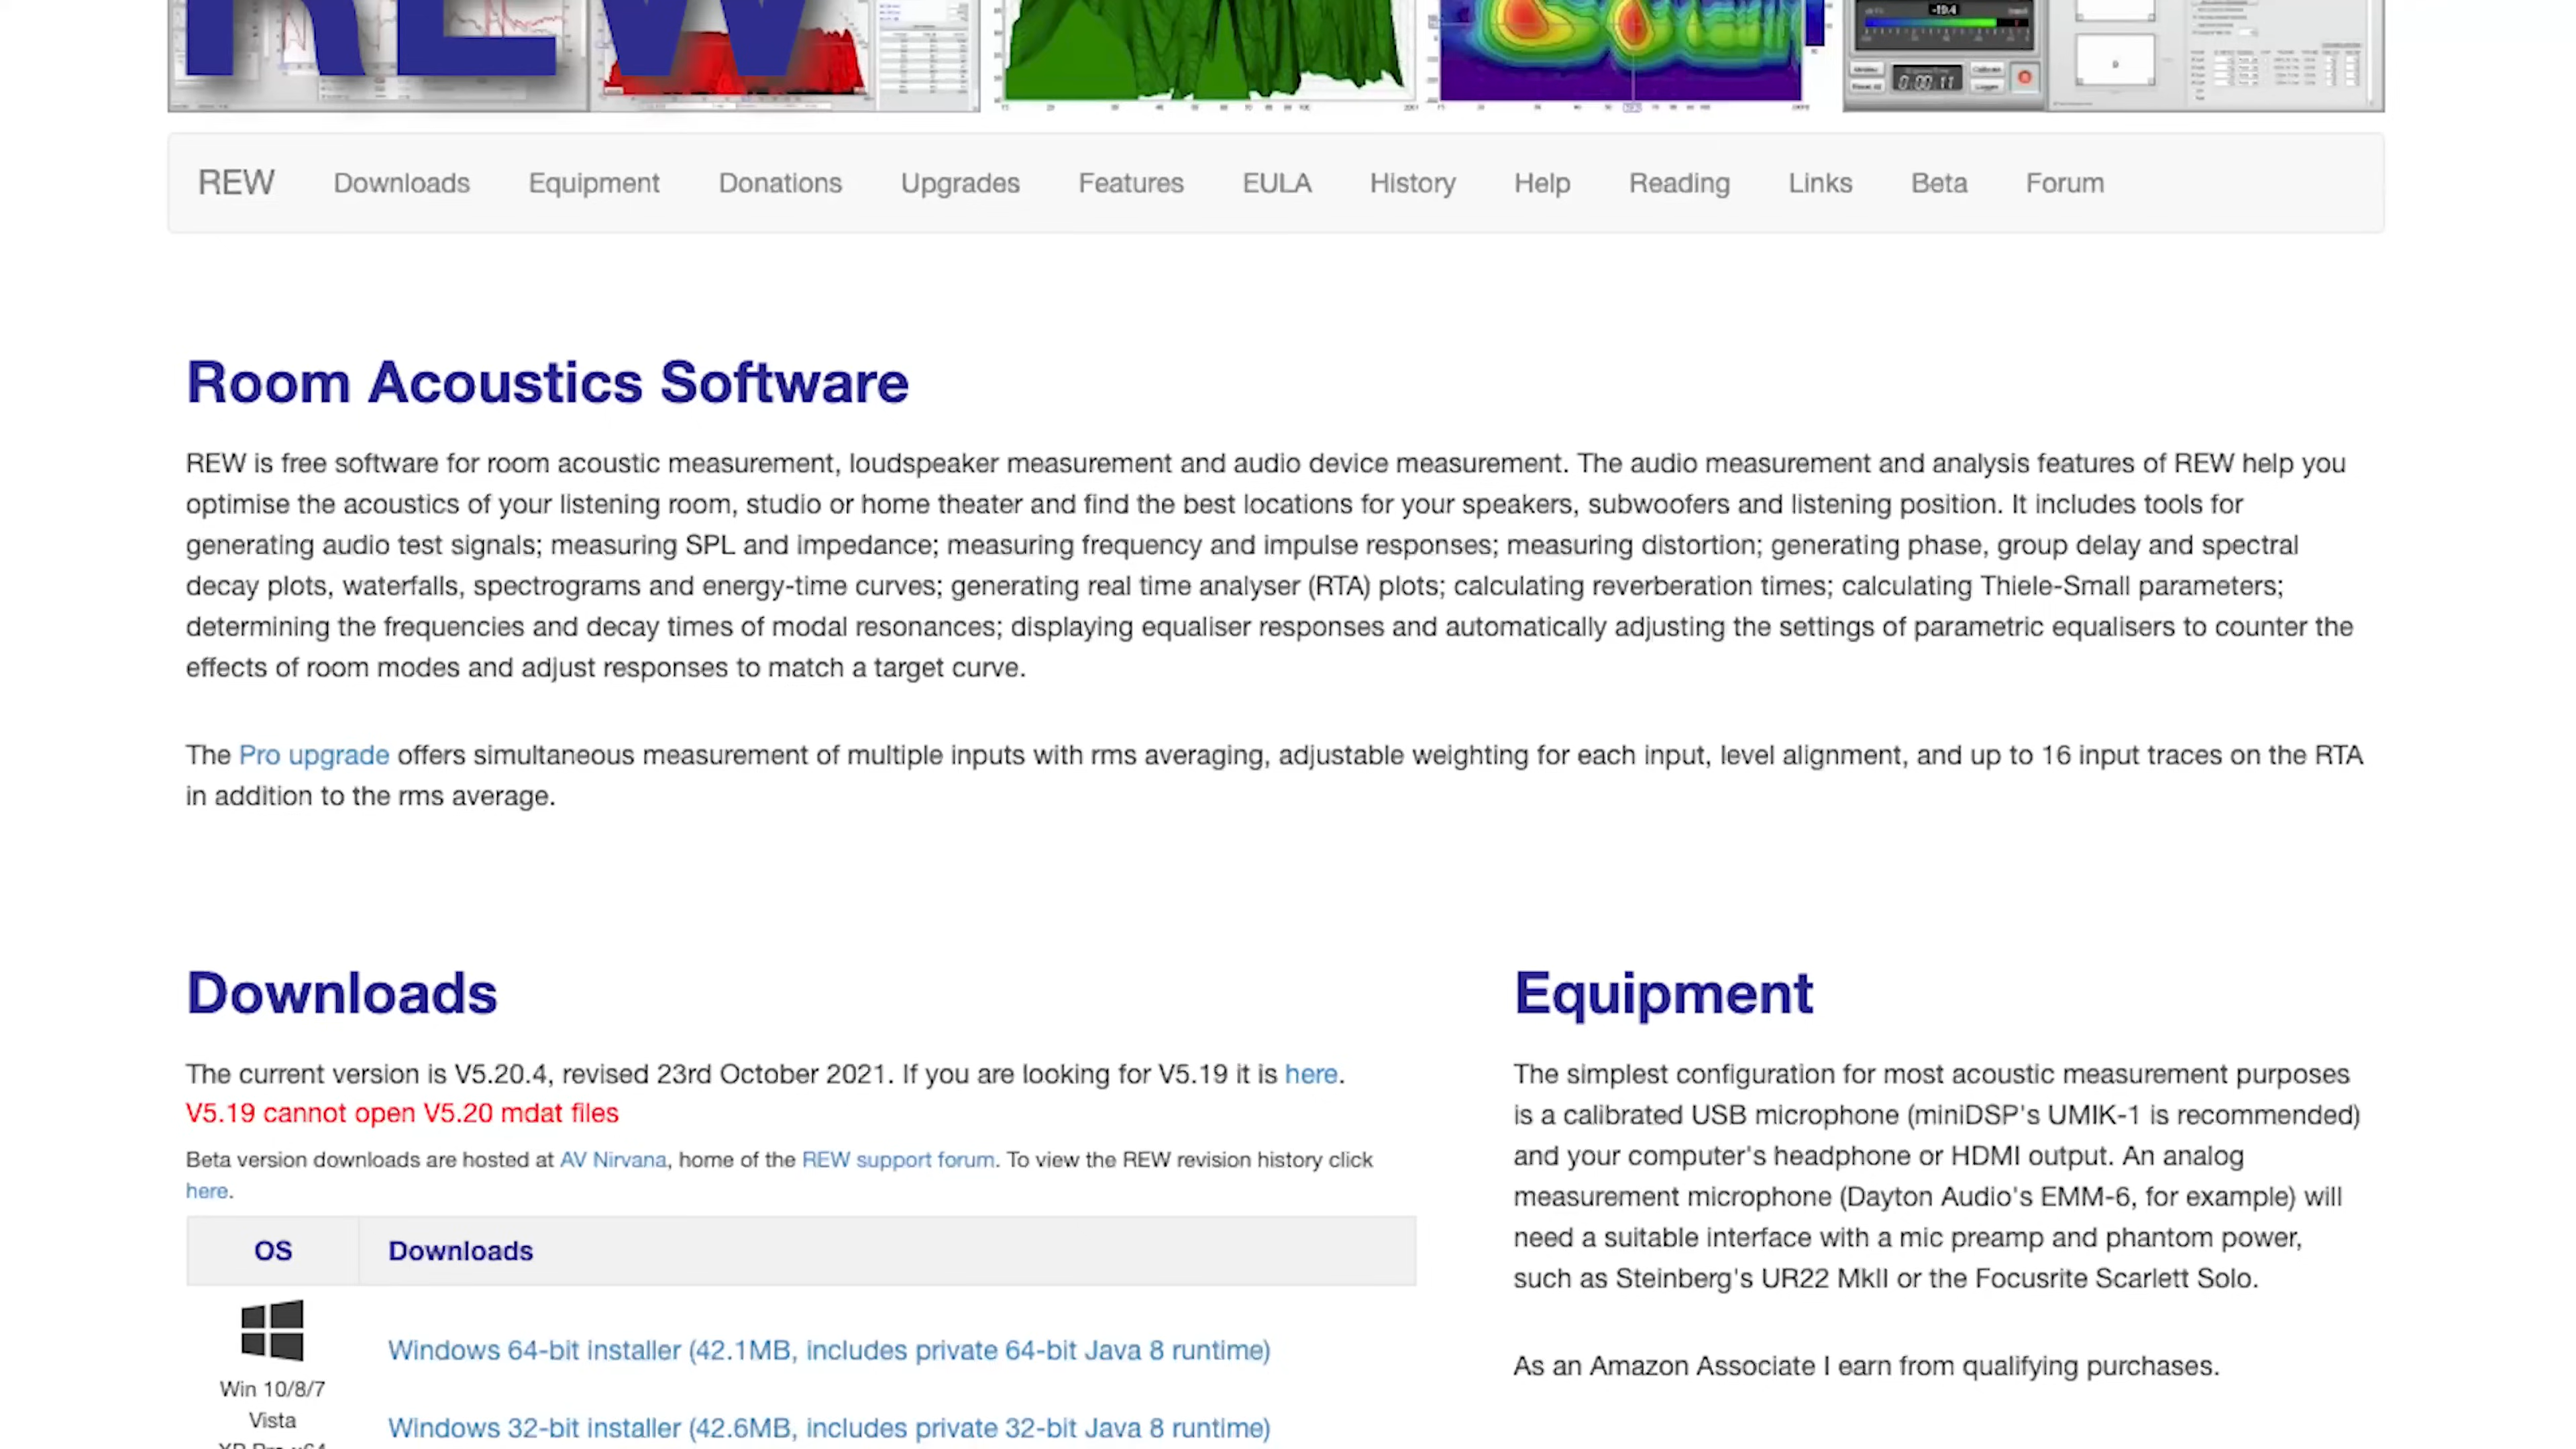 REW
-19.4
0:00:11
REW Downloads Equipment Donations Upgrades Features EULA History Help Reading Links Beta Forum
Room Acoustics Software
REW is free software for room acoustic measurement, loudspeaker measurement and audio device measurement. The audio measurement and analysis features of REW help you
optimise the acoustics of your listening room, studio or home theater and find the best locations for your speakers, subwoofers and listening position. It includes tools for
generating audio test signals; measuring SPL and impedance; measuring frequency and impulse responses; measuring distortion; generating phase, group delay and spectral
decay plots, waterfalls, spectrograms and energy-time curves; generating real time analyser (RTA) plots; calculating reverberation times; calculating Thiele-Small parameters;
determining the frequencies and decay times of modal resonances; displaying equaliser responses and automatically adjusting the settings of parametric equalisers to counter the
effects of room modes and adjust responses to match a target curve.
The Pro upgrade offers simultaneous measurement of multiple inputs with rms averaging, adjustable weighting for each input, level alignment, and up to 16 input traces on the RTA
in addition to the rms average.
Downloads
The current version is V5.20.4, revised 23rd October 2021. If you are looking for V5.19 it is here.
V5.19 cannot open V5.20 mdat files
Beta version downloads are hosted at AV Nirvana, home of the REW support forum. To view the REW revision history click
here.
OS Downloads
Windows 64-bit installer (42.1MB, includes private 64-bit Java 8 runtime)
Win 10/8/7
Vista
Windows 32-bit installer (42.6MB, includes private 32-bit Java 8 runtime)
Equipment
The simplest configuration for most acoustic measurement purposes
is a calibrated USB microphone (miniDSP's UMIK-1 is recommended)
and your computer's headphone or HDMI output. An analog
measurement microphone (Dayton Audio's EMM-6, for example) will
need a suitable interface with a mic preamp and phantom power,
such as Steinberg's UR22 MkII or the Focusrite Scarlett Solo.
As an Amazon Associate I earn from qualifying purchases.